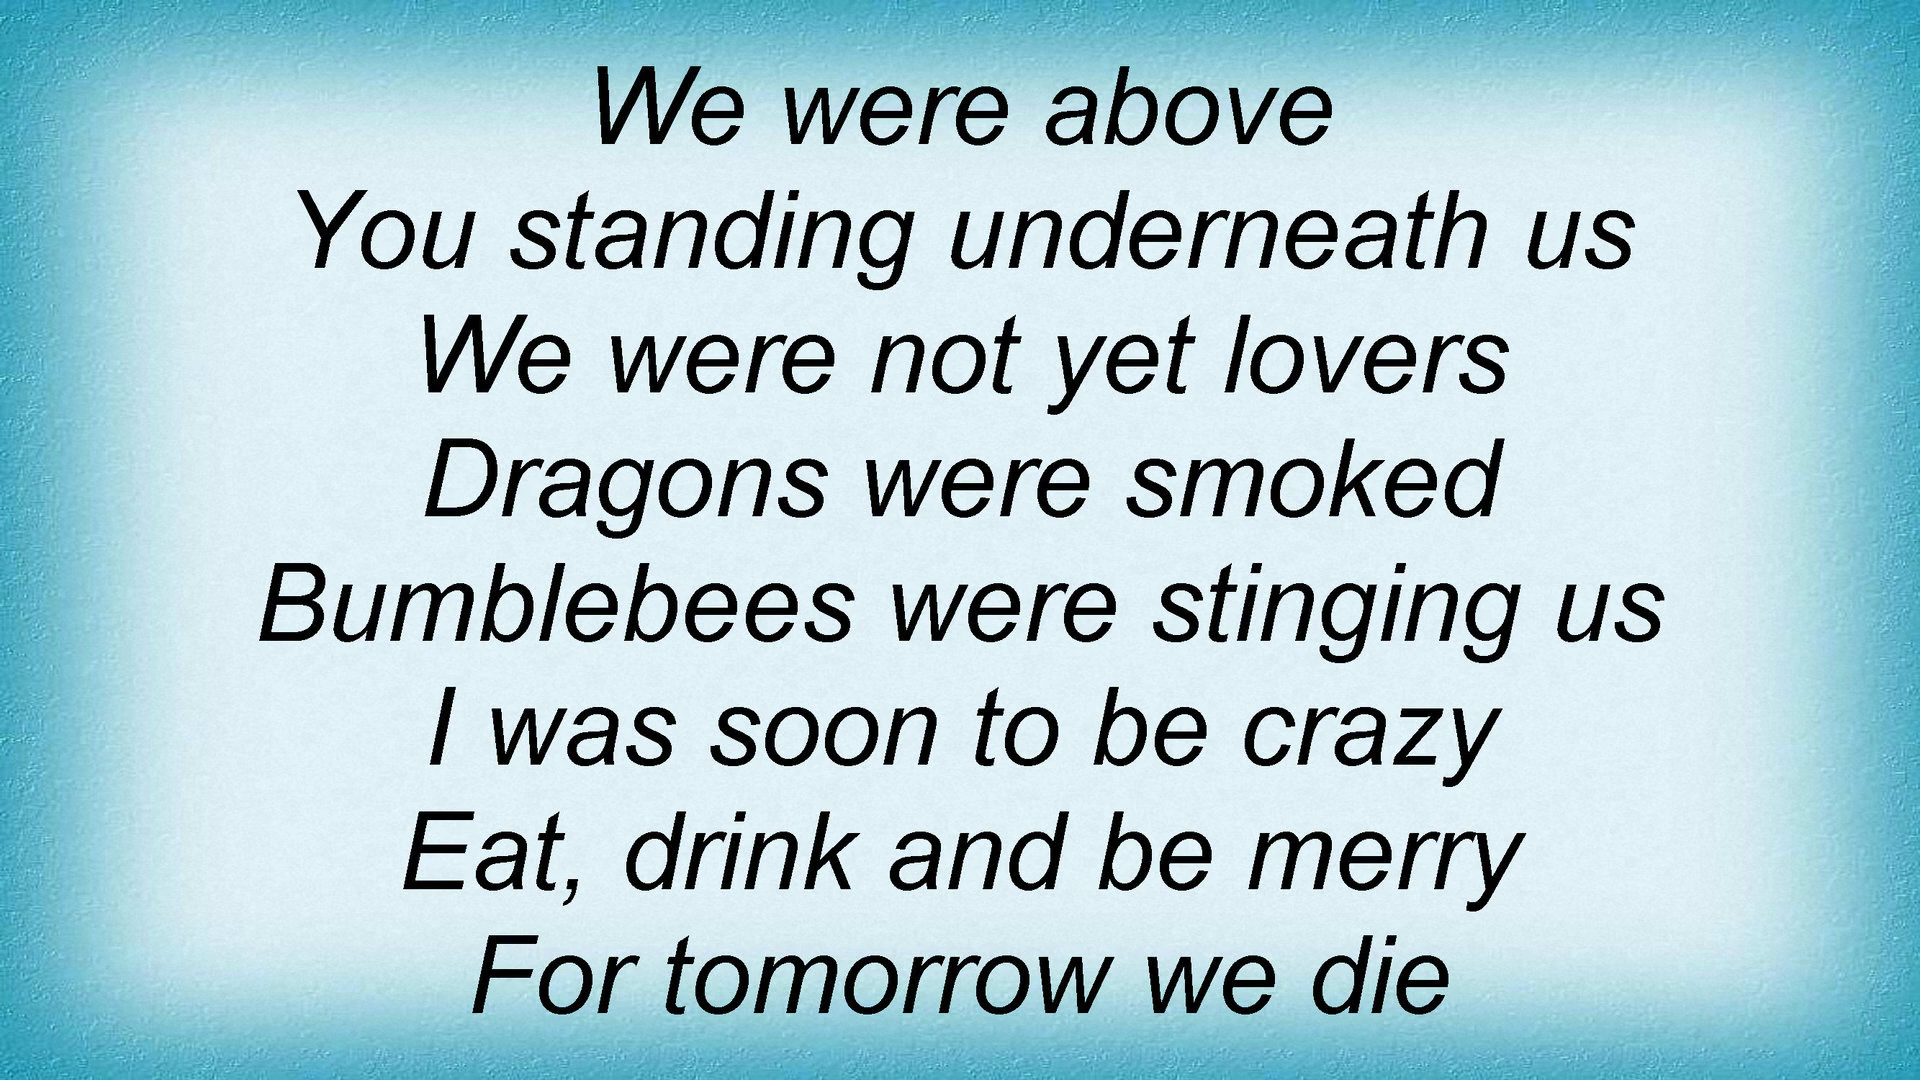 We were above
You standing underneath us
We were not yet lovers
Dragons were smoked
Bumblebees were stinging us
I was soon to be crazy
Eat, drink and be merry
For tomorrow we die